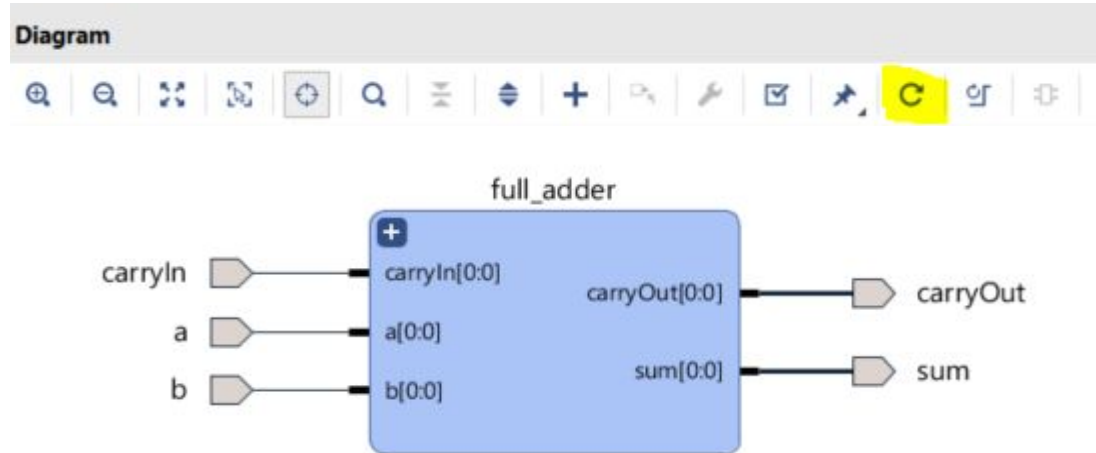 Diagram
full_adder
carryIn
carryIn[0:0]
carryOut[0:0]
carryOut
a
a[0:0]
sum[0:0]
sum
b
b[0:0]